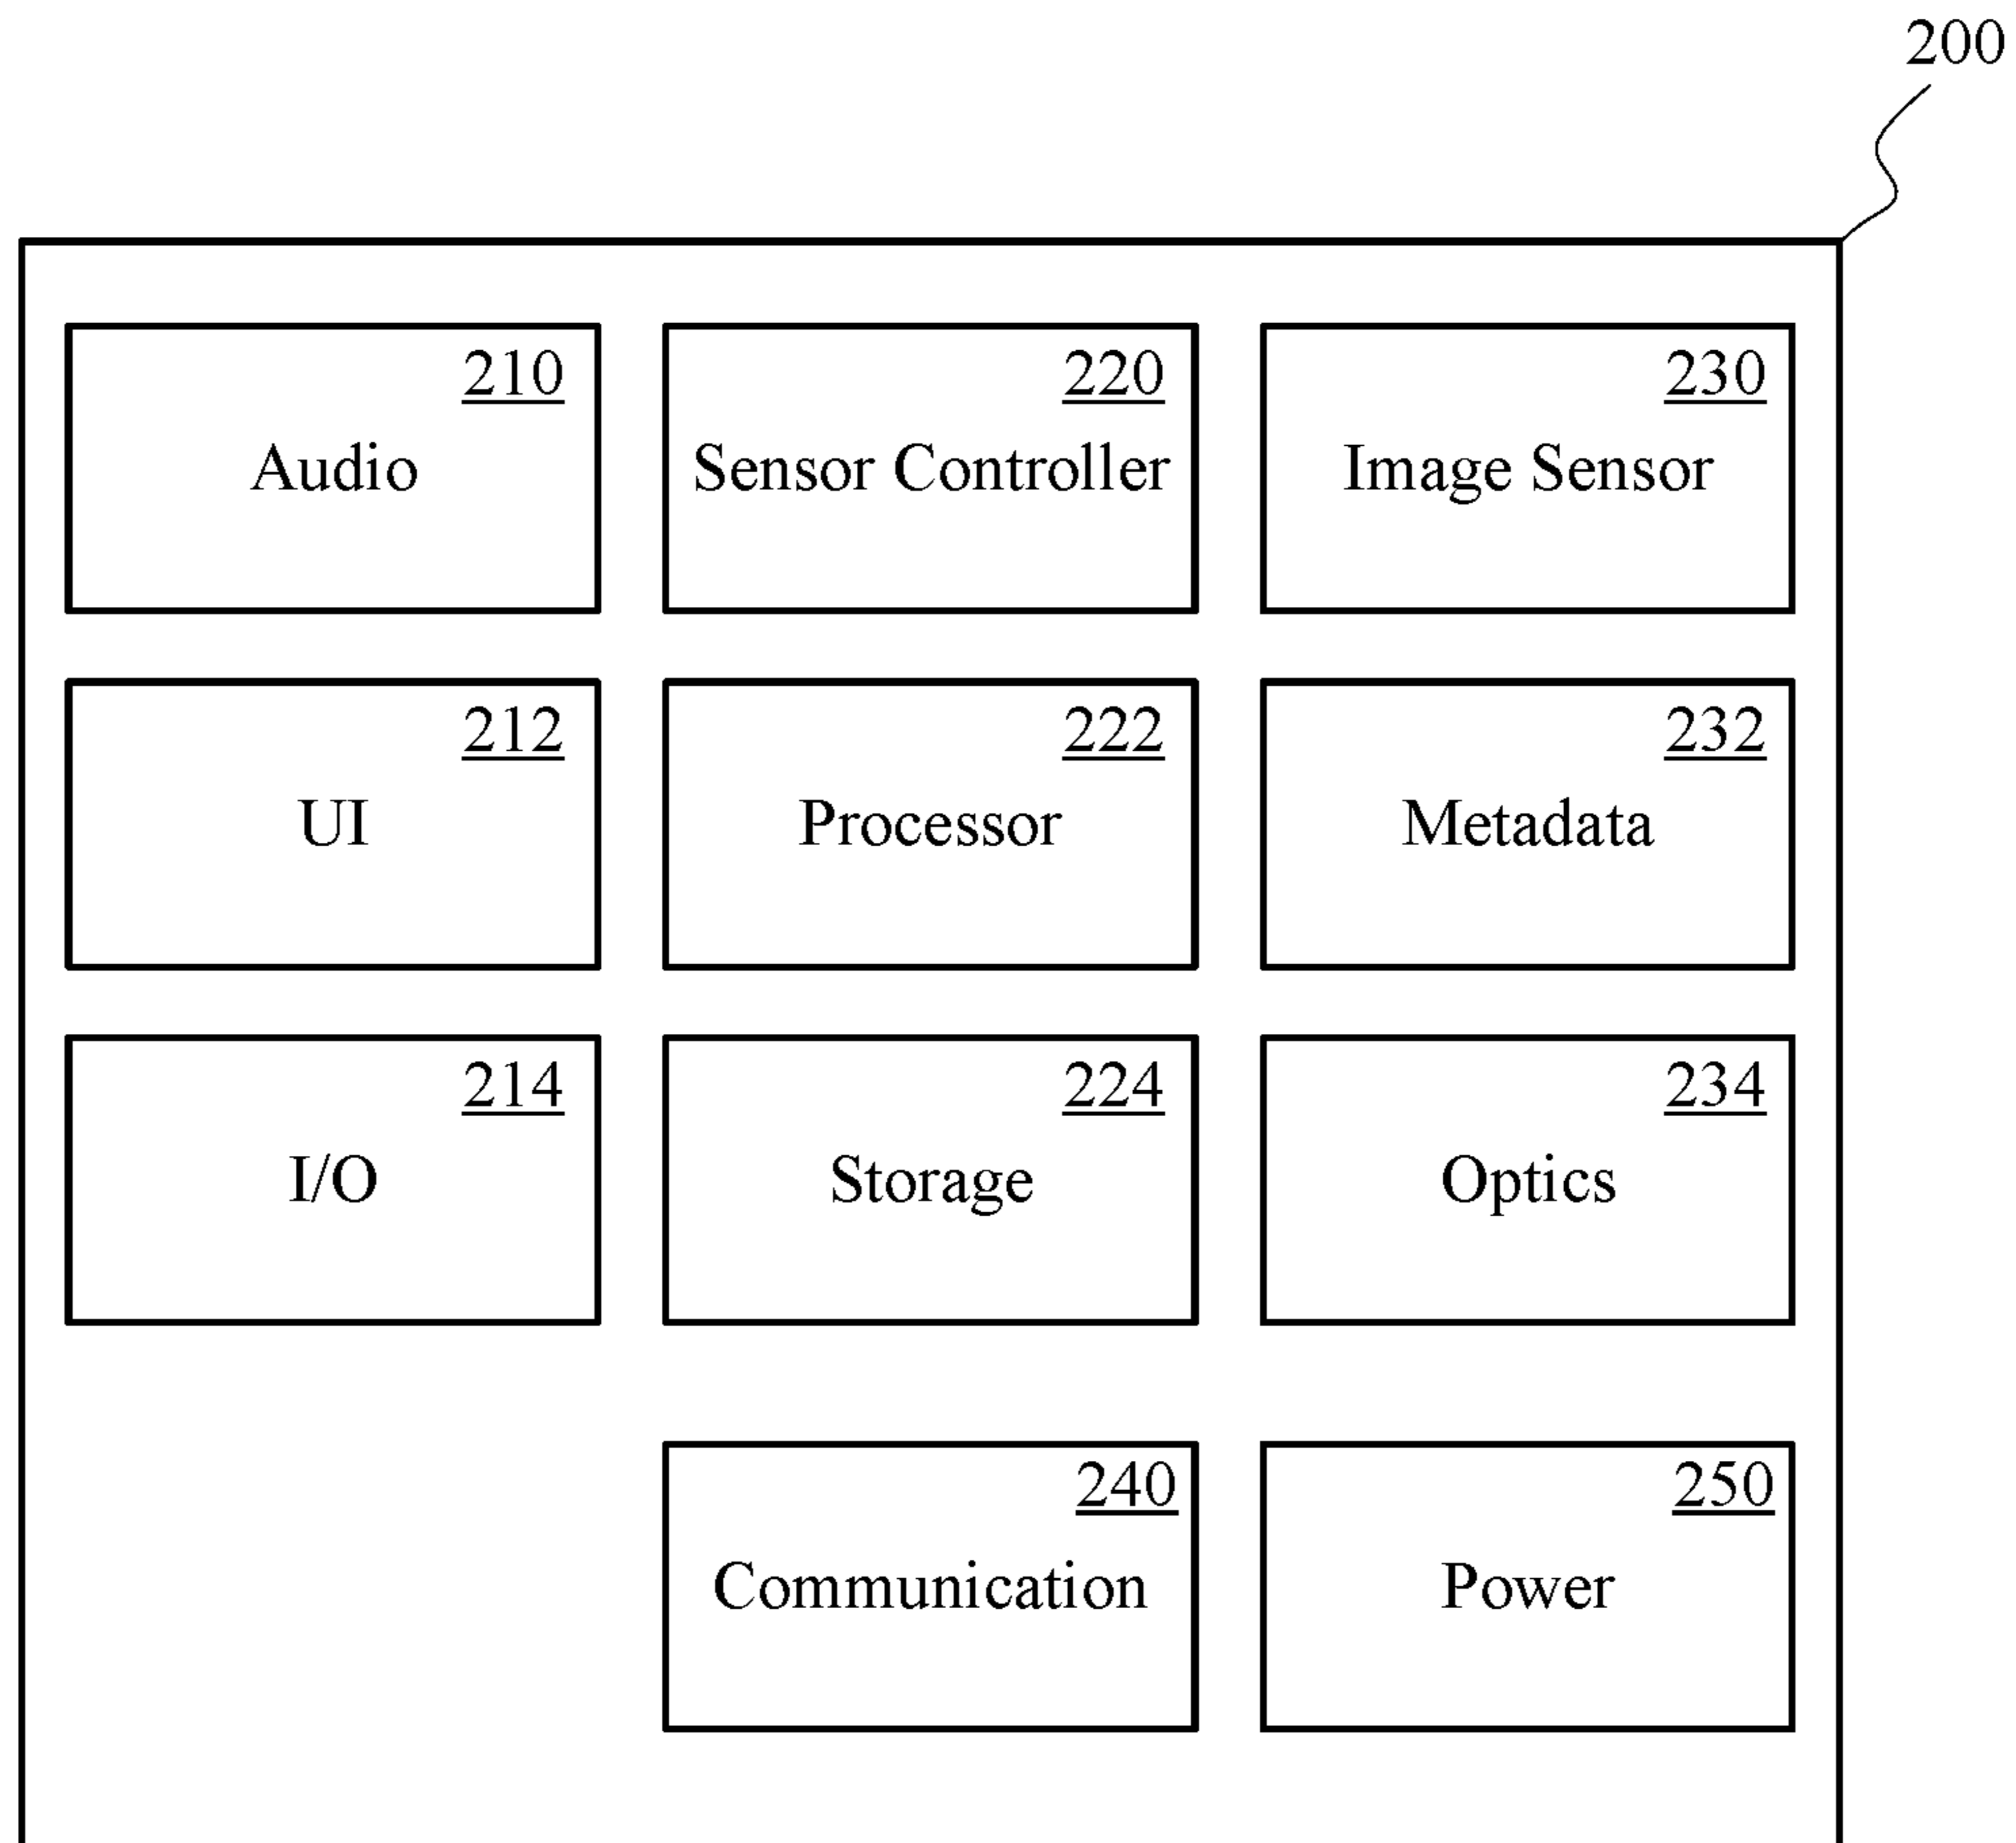 200
210
Audio
220
Sensor Controller
230
Image Sensor
212
UI
222
Processor
232
Metadata
214
I/O
224
Storage
234
Optics
240
Communication
250
Power